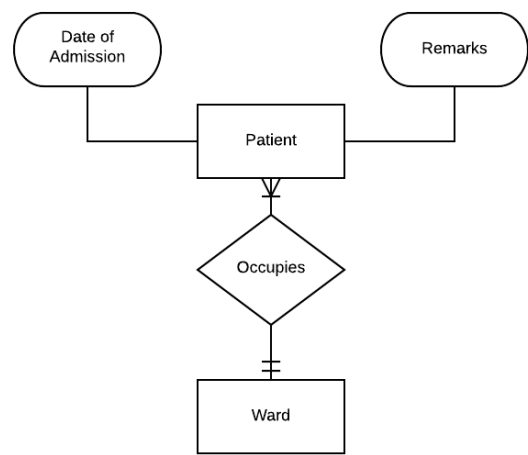 Date of
Admission
Remarks
Patient
Occupies
Ward